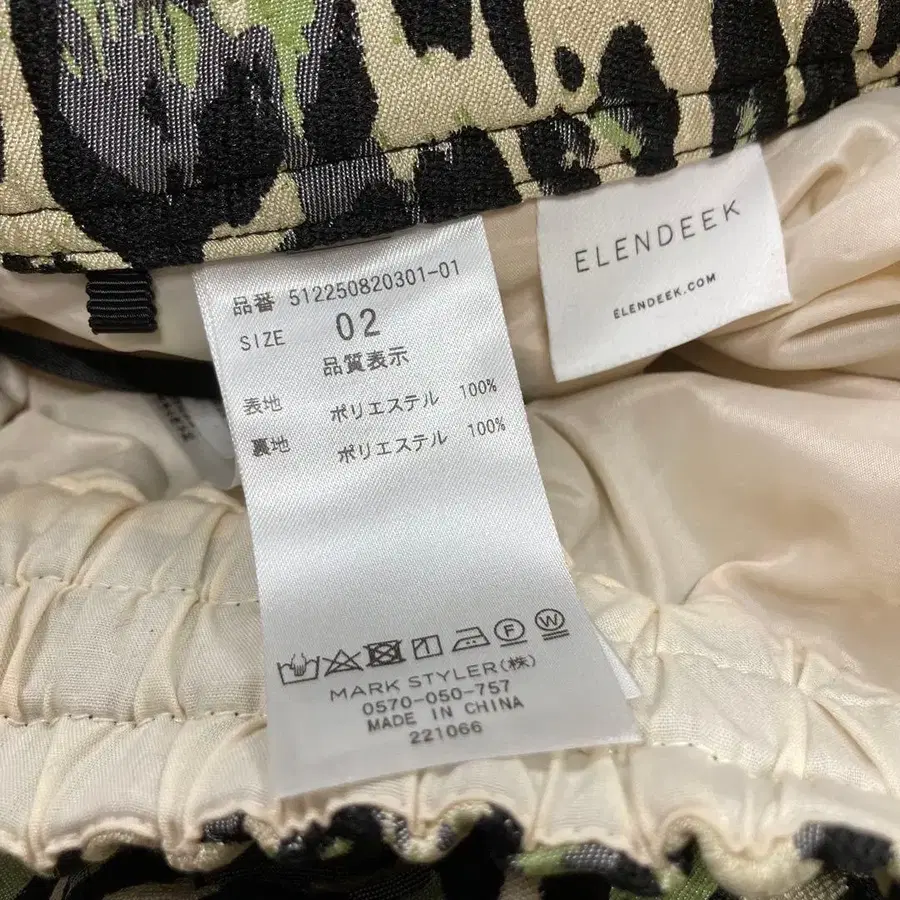 品番 512250820301-01
SIZE 02
品質表示
表地 ポリエステル 100%
裏地 ポリエステル 100%
F W
MARK STYLER(株)
0570-050-757
MADE IN CHINA
221066
ELENDEEK
ELENDEEK.COM